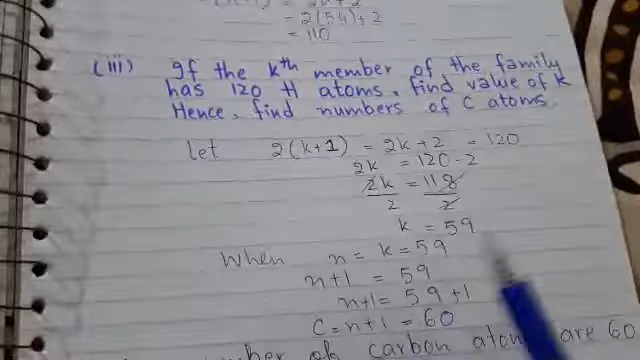 = 2(54)+2
= 110
(iii) If the kth member of the family
has 120 H atoms, find value of K
Hence, find numbers of C atoms.
Let 2(k+1) = 2k+2 = 120
2k = 120-2
2k = 118
2 2
k = 59
When n = k = 59
n+1 = 59
n+1 = 59+1
C = n+1 = 60
number of carbon atoms are 60